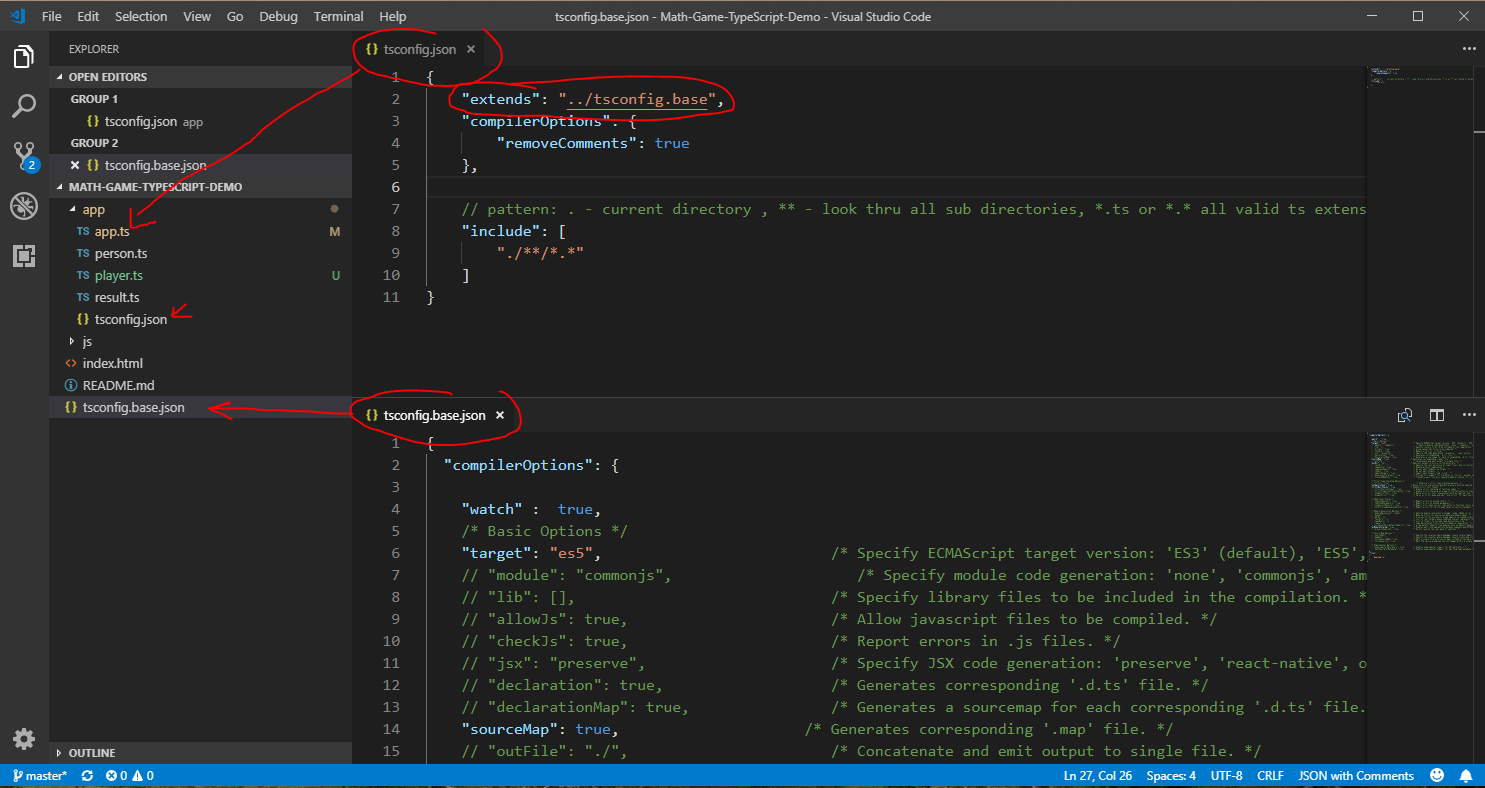 File Edit Selection View Go Debug Terminal Help
tsconfig.base.json - Math-Game-TypeScript-Demo - Visual Studio Code
EXPLORER
OPEN EDITORS
GROUP 1
{} tsconfig.json app
GROUP 2
{} tsconfig.base.json
MATH-GAME-TYPESCRIPT-DEMO
app
TS app.ts M
TS person.ts
TS player.ts U
TS result.ts
{} tsconfig.json
js
<> index.html
README.md
{} tsconfig.base.json
OUTLINE
2
{} tsconfig.json
1 {
2 "extends": "../tsconfig.base",
3 "compilerOptions": {
4 "removeComments": true
5 },
6
7 // pattern: . - current directory , ** - look thru all sub directories, *.ts or *.* all valid ts extens
8 "include": [
9 "./**/*.*"
10 ]
11 }
{} tsconfig.base.json
1 {
2 "compilerOptions": {
3
4 "watch" : true,
5 /* Basic Options */
6 "target": "es5", /* Specify ECMAScript target version: 'ES3' (default), 'ES5',
7 // "module": "commonjs", /* Specify module code generation: 'none', 'commonjs', 'am
8 // "lib": [], /* Specify library files to be included in the compilation. *
9 // "allowJs": true, /* Allow javascript files to be compiled. */
10 // "checkJs": true, /* Report errors in .js files. */
11 // "jsx": "preserve", /* Specify JSX code generation: 'preserve', 'react-native', o
12 // "declaration": true, /* Generates corresponding '.d.ts' file. */
13 // "declarationMap": true, /* Generates a sourcemap for each corresponding '.d.ts' file.
14 "sourceMap": true, /* Generates corresponding '.map' file. */
15 // "outFile": "./", /* Concatenate and emit output to single file. */
master* 0 0 Ln 27, Col 26 Spaces: 4 UTF-8 CRLF JSON with Comments